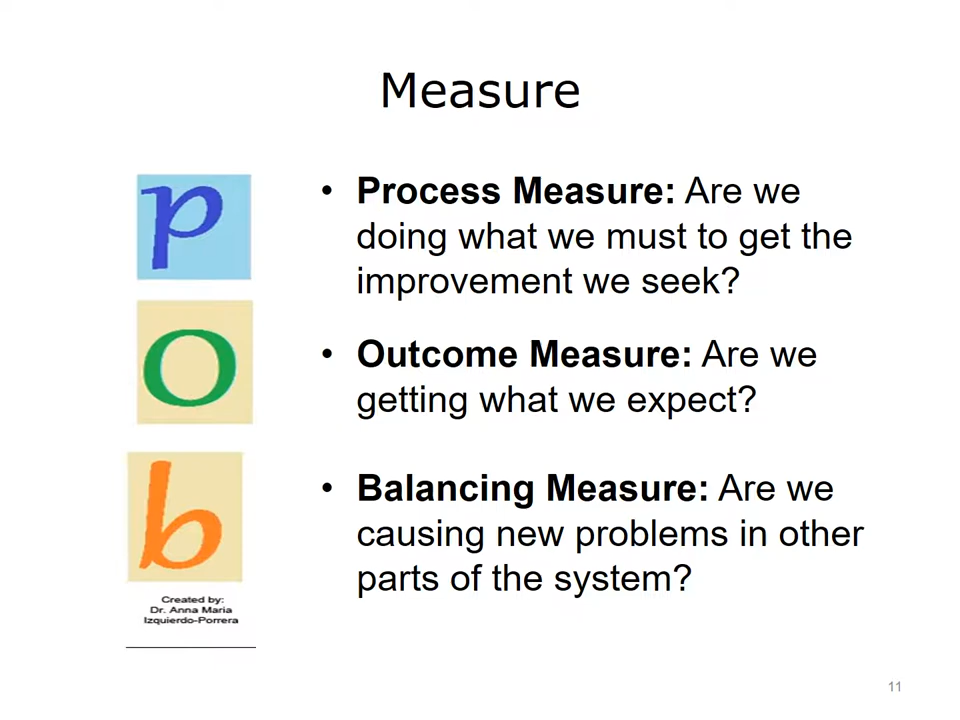 Measure
p
• Process Measure: Are we
doing what we must to get the
improvement we seek?
o
• Outcome Measure: Are we
getting what we expect?
b
• Balancing Measure: Are we
causing new problems in other
parts of the system?
Created by:
Dr. Anna Maria
Izquierdo-Porrera
11